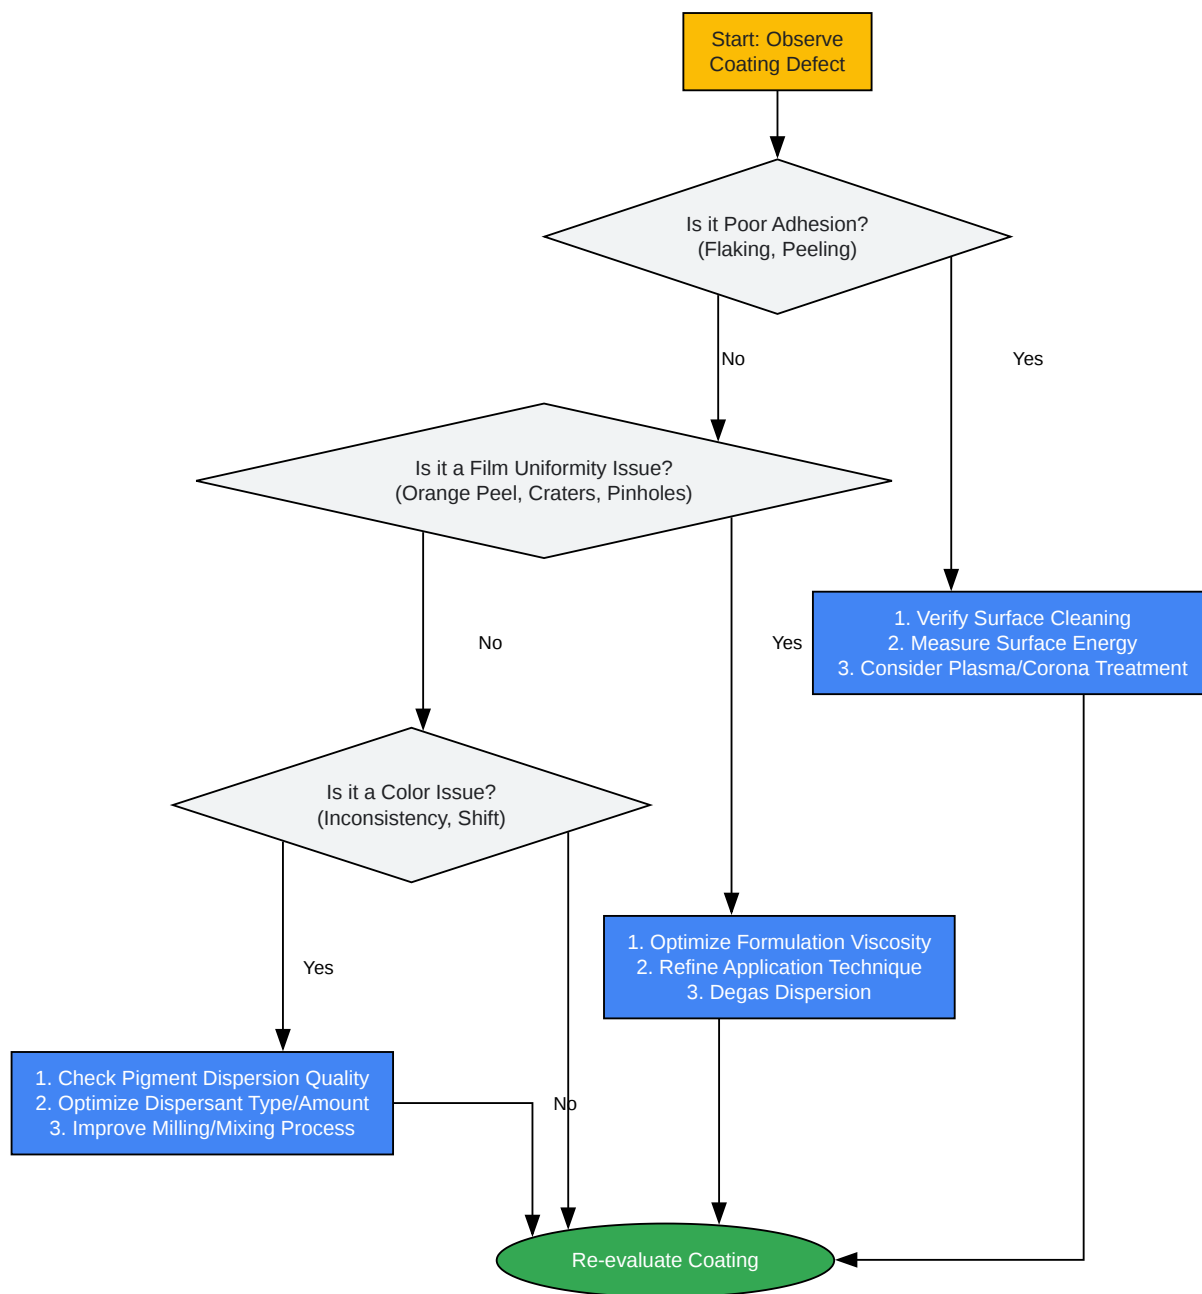 Start: Observe
Coating Defect
Is it Poor Adhesion?
(Flaking, Peeling)
No
Yes
Is it a Film Uniformity Issue?
(Orange Peel, Craters, Pinholes)
1. Verify Surface Cleaning
2. Measure Surface Energy
3. Consider Plasma/Corona Treatment
No
Yes
Is it a Color Issue?
(Inconsistency, Shift)
1. Optimize Formulation Viscosity
2. Refine Application Technique
3. Degas Dispersion
Yes
1. Check Pigment Dispersion Quality
2. Optimize Dispersant Type/Amount
3. Improve Milling/Mixing Process
No
Re-evaluate Coating